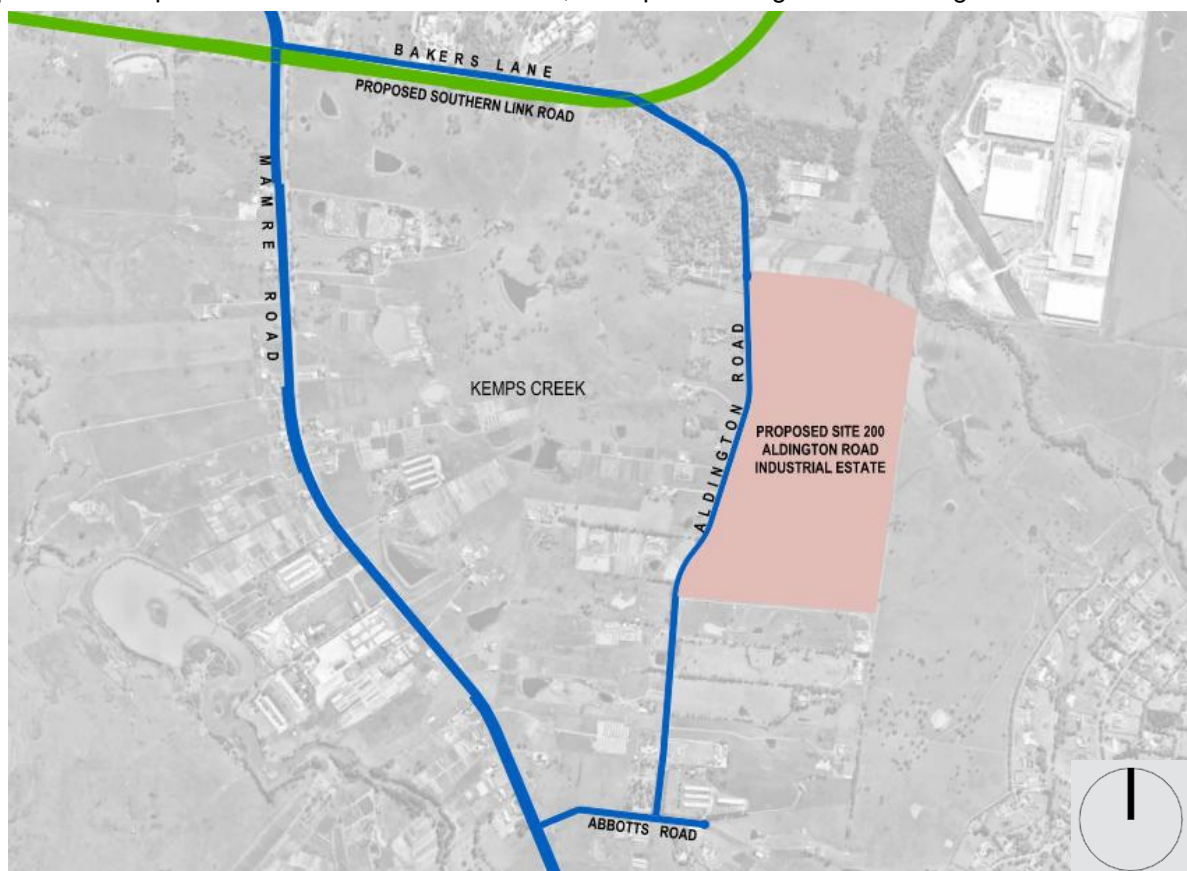 BAKERS LANE
PROPOSED SOUTHERN LINK ROAD
MAMRE ROAD
ALDINGTON ROAD
KEMPS CREEK
PROPOSED SITE 200
ALDINGTON ROAD
INDUSTRIAL ESTATE
ABBOTTS ROAD